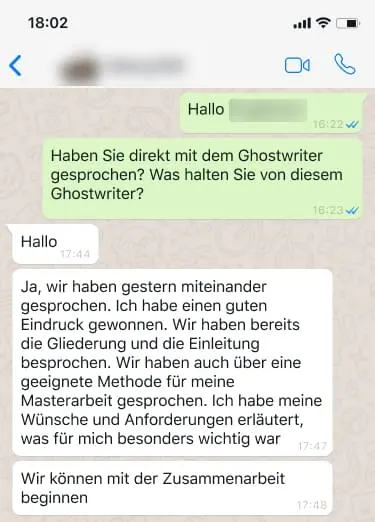 18:02
Hallo
16:22
Haben Sie direkt mit dem Ghostwriter
gesprochen? Was halten Sie von diesem
Ghostwriter?
16:23
Hallo
17:44
Ja, wir haben gestern miteinander
gesprochen. Ich habe einen guten
Eindruck gewonnen. Wir haben bereits
die Gliederung und die Einleitung
besprochen. Wir haben auch über eine
geeignete Methode für meine
Masterarbeit gesprochen. Ich habe meine
Wünsche und Anforderungen erläutert,
was für mich besonders wichtig war
17:47
Wir können mit der Zusammenarbeit
beginnen
17:48